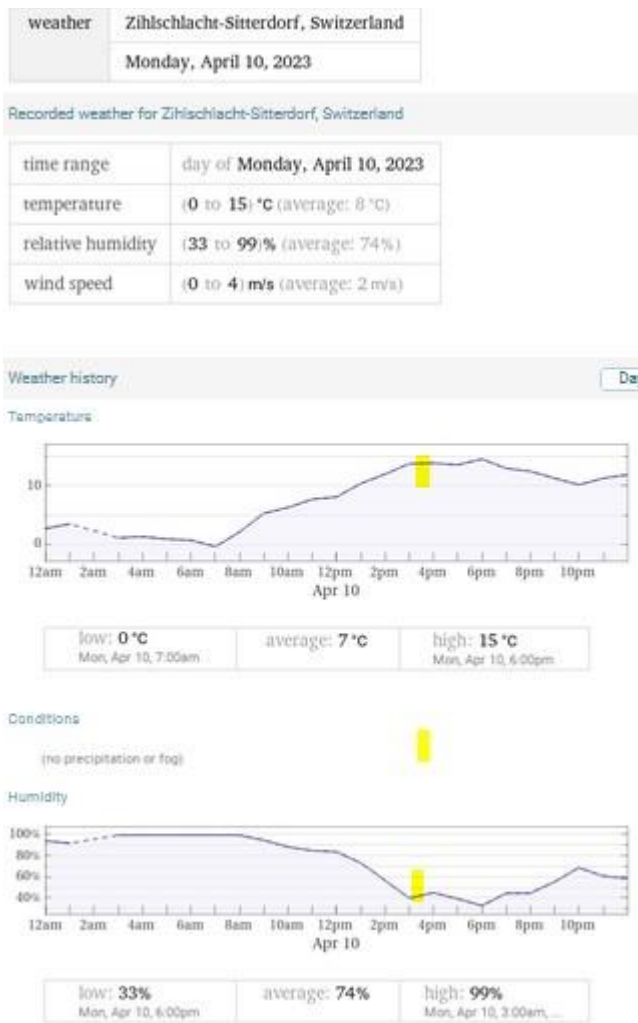 weather Zihlschlacht-Sitterdorf, Switzerland
Monday, April 10, 2023
Recorded weather for Zihlschlacht-Sitterdorf, Switzerland
time range day of Monday, April 10, 2023
temperature (0 to 15) °C (average: 8 °C)
relative humidity (33 to 99)% (average: 74%)
wind speed (0 to 4) m/s (average: 2 m/s)
Weather history Da
Temperature
10
0
12am 2am 4am 6am 8am 10am 12pm 2pm 4pm 6pm 8pm 10pm
Apr 10
low: 0 °C average: 7 °C high: 15 °C
Mon, Apr 10, 7:00am Mon, Apr 10, 6:00pm
Conditions
(no precipitation or fog)
Humidity
100%
80%
60%
40%
12am 2am 4am 6am 8am 10am 12pm 2pm 4pm 6pm 8pm 10pm
Apr 10
low: 33% average: 74% high: 99%
Mon, Apr 10, 6:00pm Mon, Apr 10, 3:00am, ...